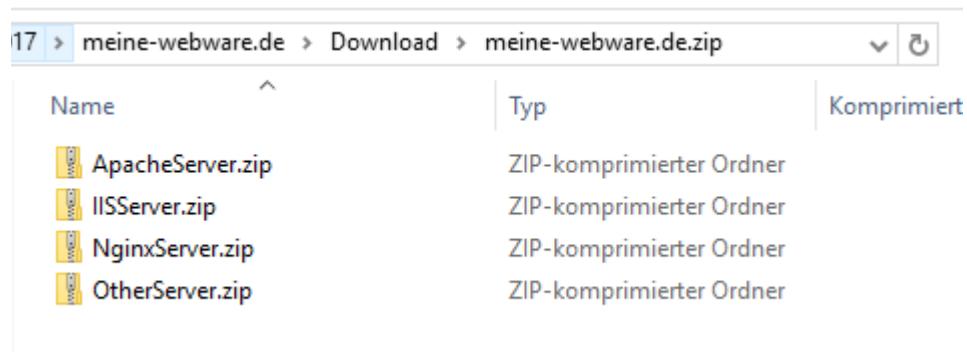 017 > meine-webware.de > Download > meine-webware.de.zip
Name Typ Komprimiert
ApacheServer.zip ZIP-komprimierter Ordner
IISServer.zip ZIP-komprimierter Ordner
NginxServer.zip ZIP-komprimierter Ordner
OtherServer.zip ZIP-komprimierter Ordner